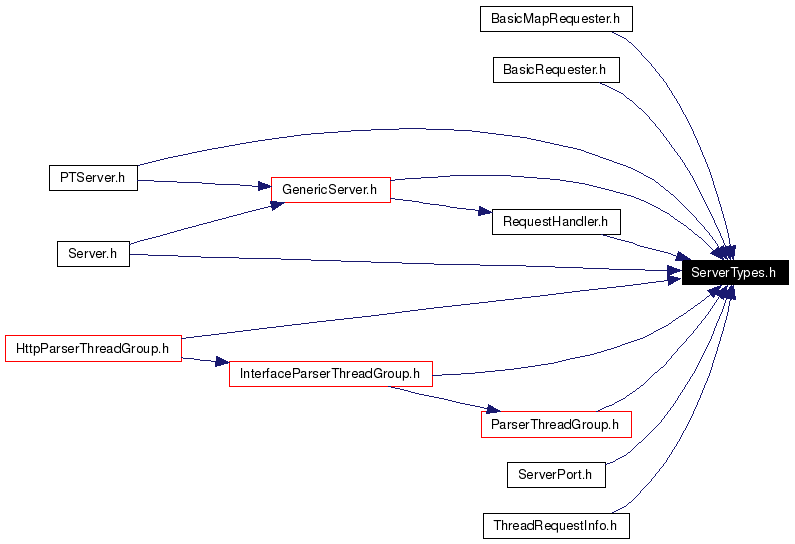 BasicMapRequester.h
BasicRequester.h
PTServer.h
GenericServer.h
RequestHandler.h
Server.h
ServerTypes.h
HttpParserThreadGroup.h
InterfaceParserThreadGroup.h
ParserThreadGroup.h
ServerPort.h
ThreadRequestInfo.h